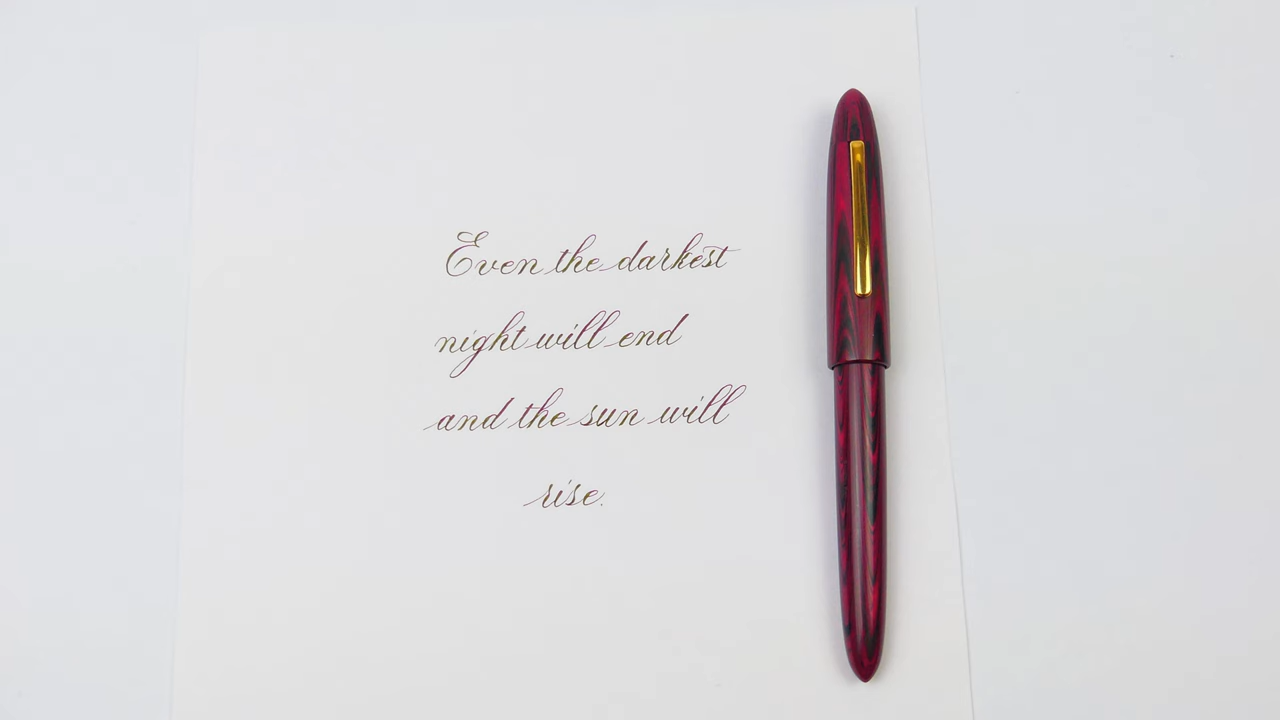 Even the darkest
night will end
and the sun will
rise.